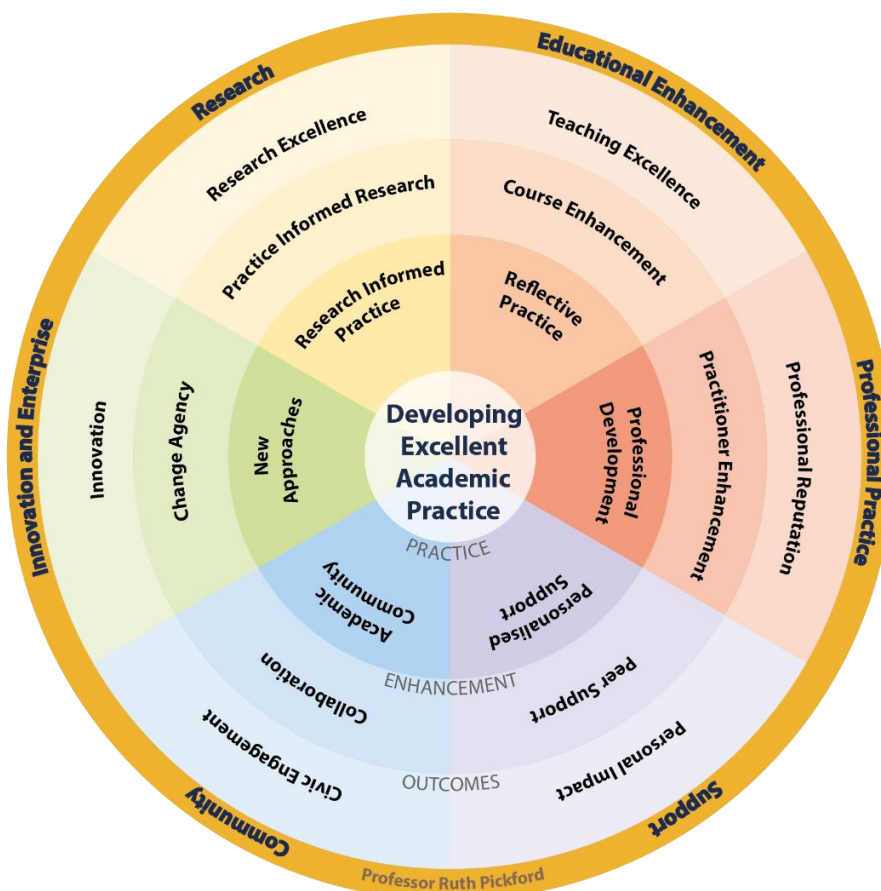 Research
Educational Enhancement
Research Excellence
Teaching Excellence
Practice Informed Research
Course Enhancement
Research Informed
Practice
Reflective
Practice
Innovation and Enterprise
Innovation
Change Agency
New
Approaches
Developing
Excellent
Academic
Practice
Professional
Development
Practitioner Enhancement
Professional Reputation
Professional Practice
PRACTICE
Academic
Community
Personalised
Support
ENHANCEMENT
Collaboration
Peer Support
OUTCOMES
Civic Engagement
Personal Impact
Community
Support
Professor Ruth Pickford